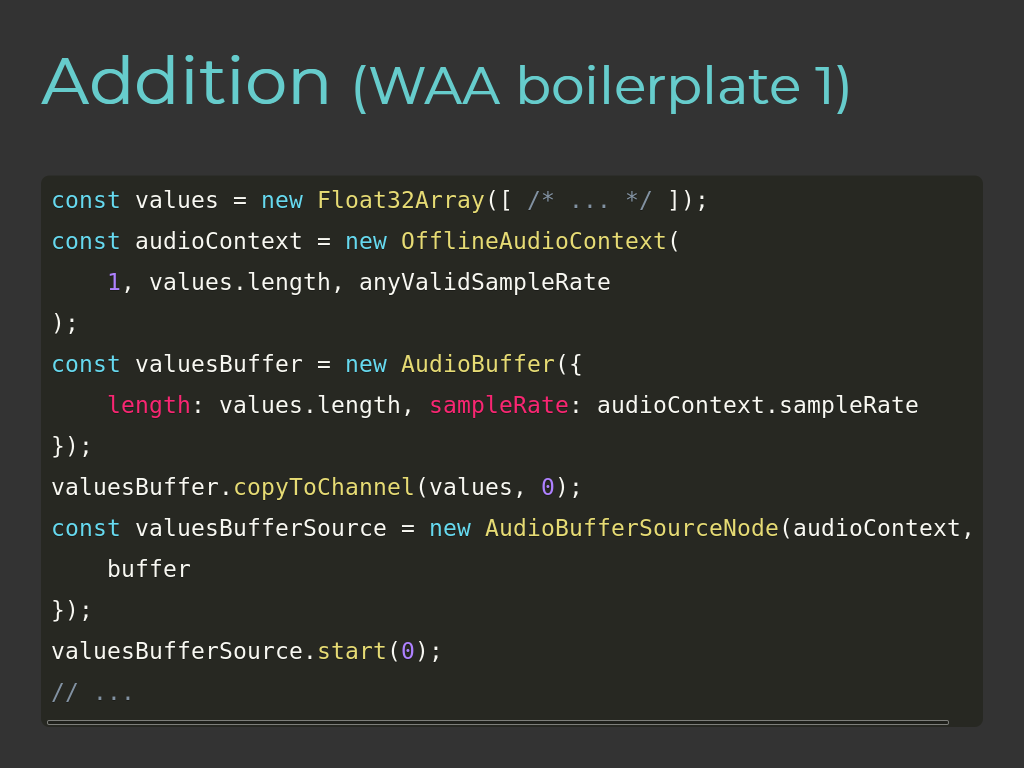 Addition (WAA boilerplate 1)
const values = new Float32Array([ /* ... */ ]);
const audioContext = new OfflineAudioContext(
    1, values.length, anyValidSampleRate
);
const valuesBuffer = new AudioBuffer({
    length: values.length, sampleRate: audioContext.sampleRate
});
valuesBuffer.copyToChannel(values, 0);
const valuesBufferSource = new AudioBufferSourceNode(audioContext,
    buffer
});
valuesBufferSource.start(0);
// ...